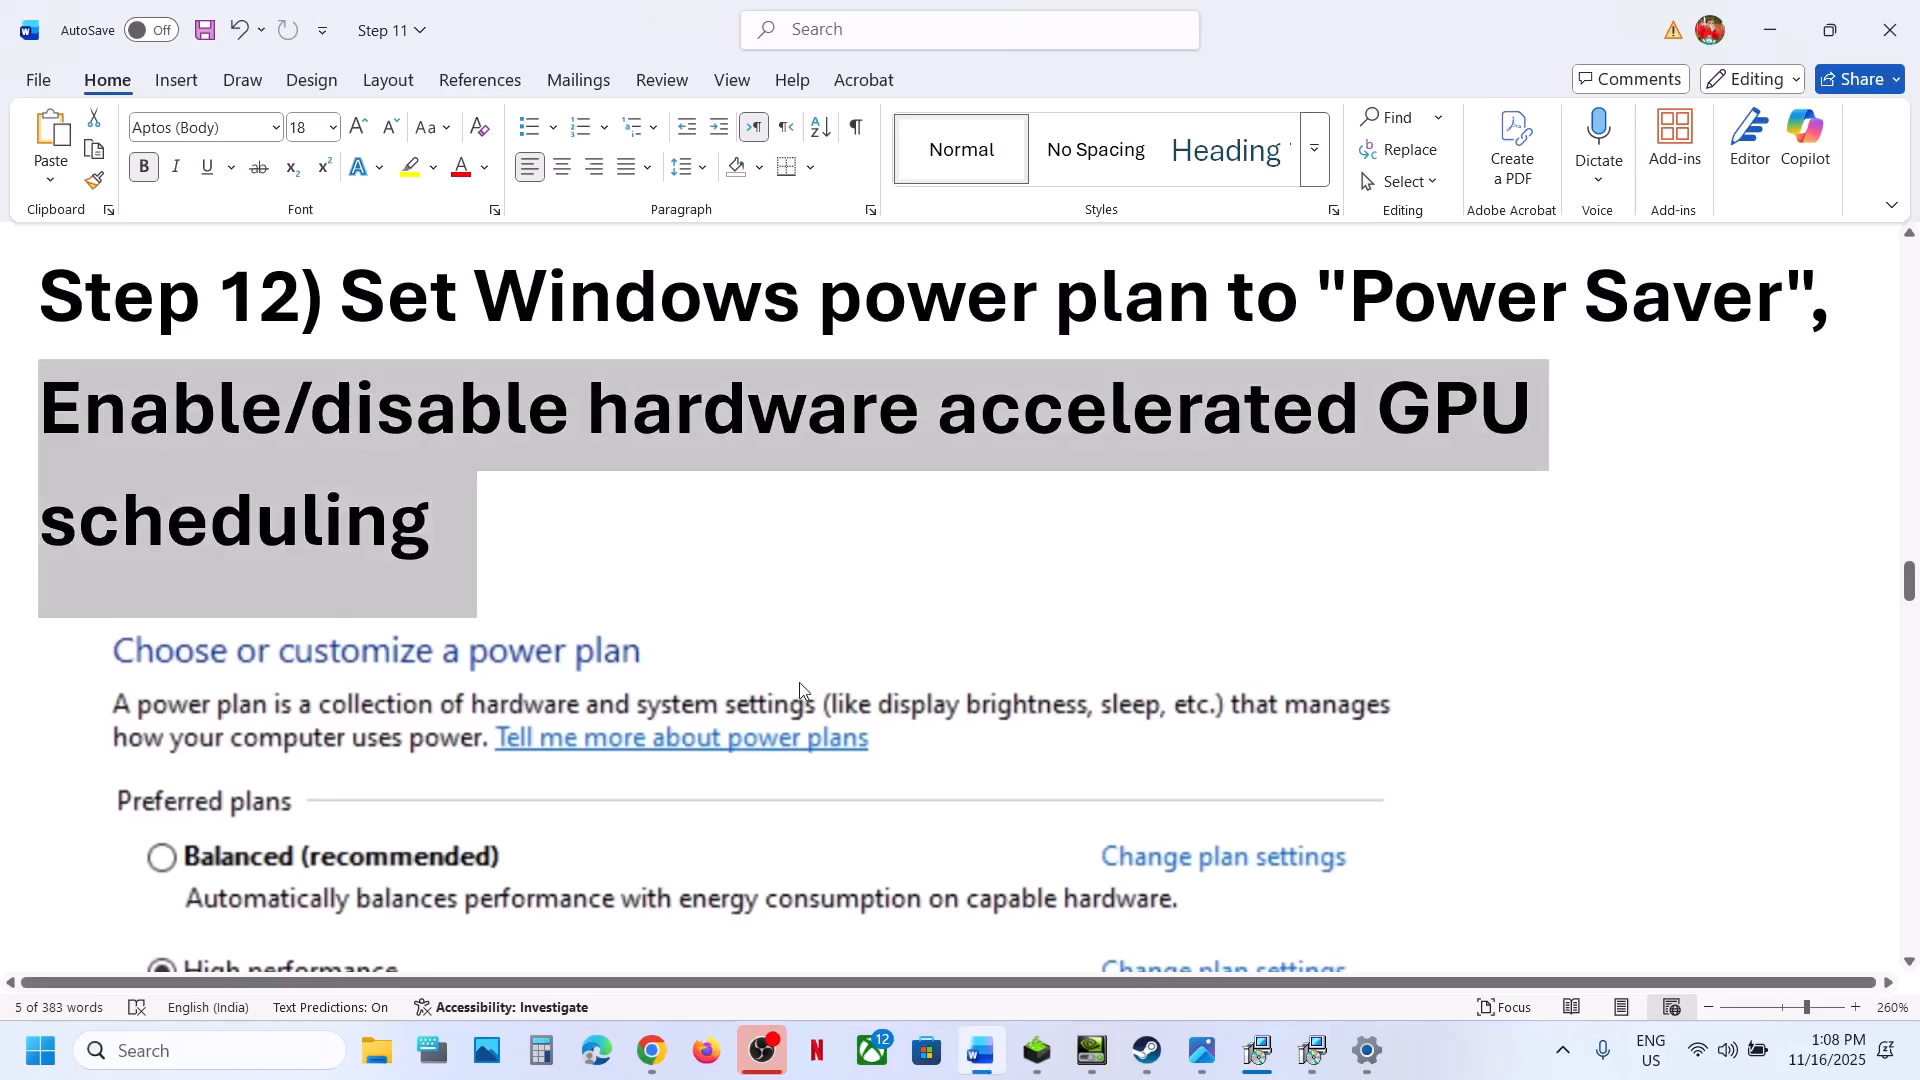 AutoSave
Off
Step 11
Search
File
Home
Insert
Draw
Design
Layout
References
Mailings
Review
View
Help
Acrobat
Comments
Editing
Share
Paste
Clipboard
Aptos (Body)
18
Font
Paragraph
Normal
No Spacing
Heading
Styles
Find
Replace
Select
Editing
Create
a PDF
Adobe Acrobat
Dictate
Voice
Add-ins
Add-ins
Editor
Copilot
Step 12) Set Windows power plan to "Power Saver",
Enable/disable hardware accelerated GPU
scheduling
Choose or customize a power plan
A power plan is a collection of hardware and system settings (like display brightness, sleep, etc.) that manages
how your computer uses power. Tell me more about power plans
Preferred plans
Balanced (recommended)
Change plan settings
Automatically balances performance with energy consumption on capable hardware.
High performance
Change plan settings
5 of 383 words
English (India)
Text Predictions: On
Accessibility: Investigate
Focus
260%
Search
12
ENG
US
1:08 PM
11/16/2025